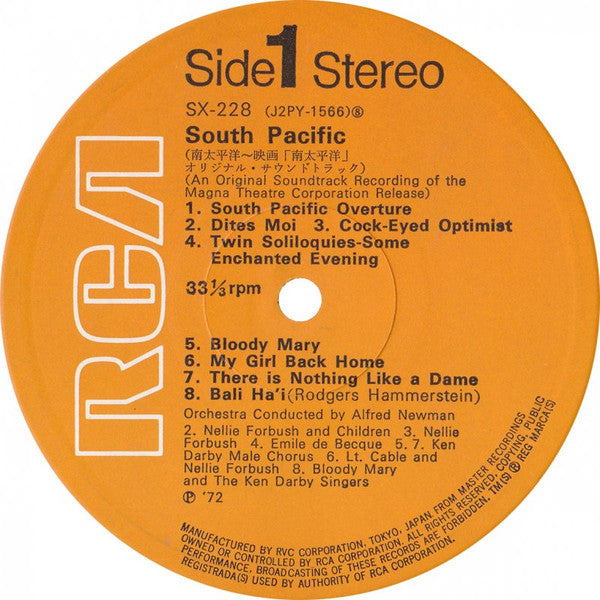 RCA
Side 1 Stereo
SX-228 (J2PY-1566)Ⓑ
South Pacific
(南太平洋～映画「南太平洋」
オリジナル・サウンドトラック)
(An Original Soundtrack Recording of the
Magna Theatre Corporation Release)
1. South Pacific Overture
2. Dites Moi 3. Cock-Eyed Optimist
4. Twin Soliloquies-Some
Enchanted Evening
33 1/3 rpm
5. Bloody Mary
6. My Girl Back Home
7. There is Nothing Like a Dame
8. Bali Ha'i (Rodgers Hammerstein)
Orchestra Conducted by Alfred Newman
2. Nellie Forbush and Children 3. Nellie
Forbush 4. Emile de Becque 5. 7. Ken
Darby Male Chorus 6. Lt. Cable and
Nellie Forbush 8. Bloody Mary
and The Ken Darby Singers
Ⓟ '72
MANUFACTURED BY RVC CORPORATION, TOKYO, JAPAN FROM MASTER RECORDINGS
OWNED OR CONTROLLED BY RCA CORPORATION. ALL RIGHTS RESERVED. COPYING, PUBLIC
PERFORMANCE, BROADCASTING OF THESE RECORDS ARE FORBIDDEN. TM(S) ® REG MARCA(S)
REGISTRADA(S) USED BY AUTHORITY OF RCA CORPORATION.